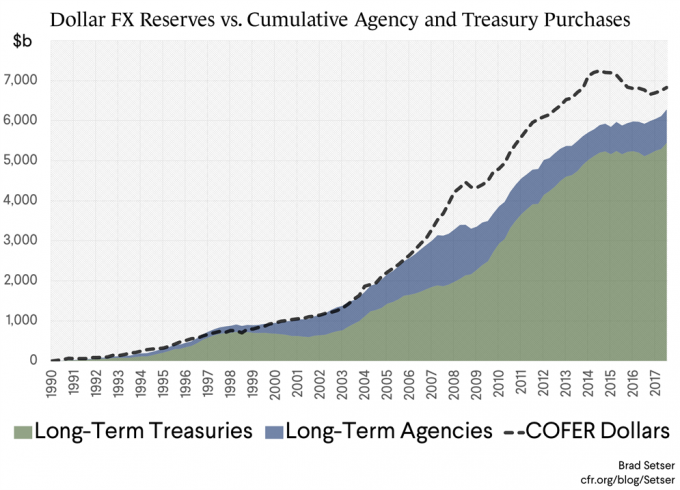 Dollar FX Reserves vs. Cumulative Agency and Treasury Purchases
$b
7,000
6,000
5,000
4,000
3,000
2,000
1,000
0
1990 1991 1992 1993 1994 1995 1996 1997 1998 1999 2000 2001 2002 2003 2004 2005 2006 2007 2008 2009 2010 2011 2012 2013 2014 2015 2016 2017
Long-Term Treasuries Long-Term Agencies COFER Dollars
Brad Setser
cfr.org/blog/Setser